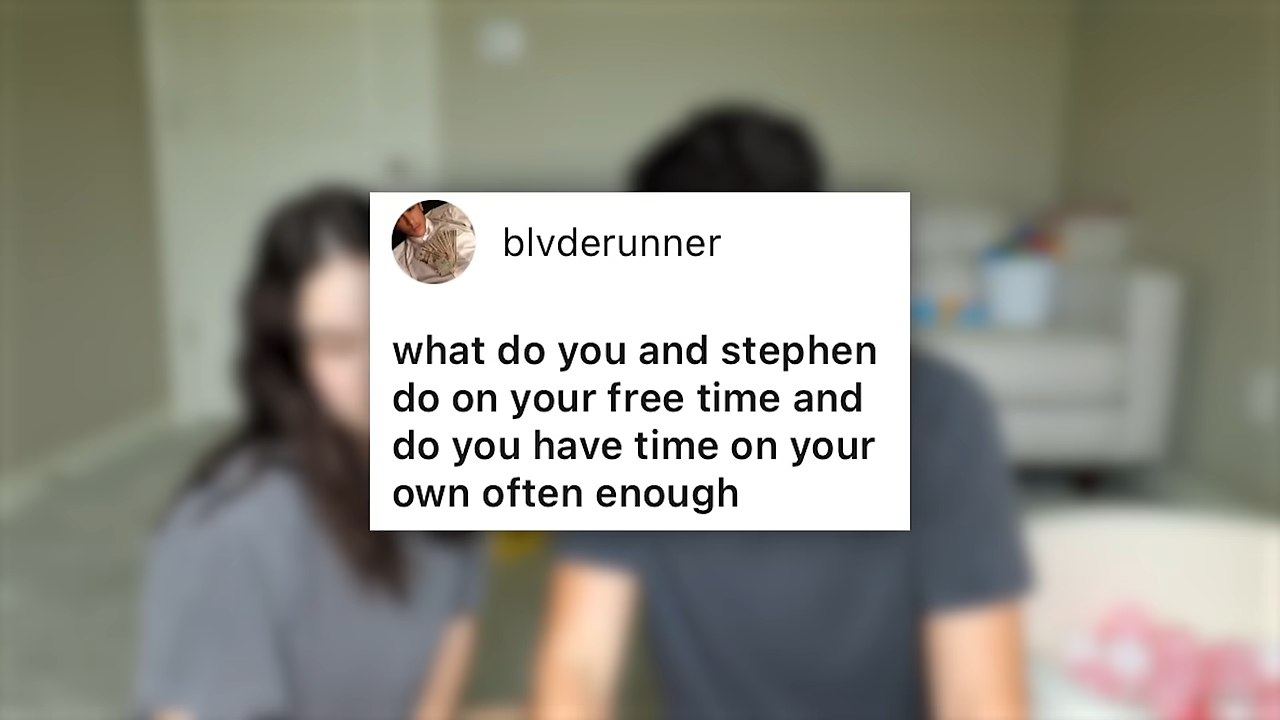 blvderunner
what do you and stephen
do on your free time and
do you have time on your
own often enough